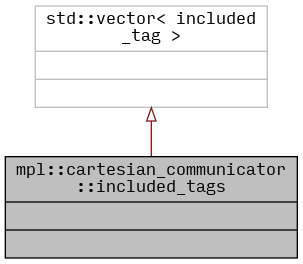 std::vector< included
_tag >
mpl::cartesian_communicator
::included_tags